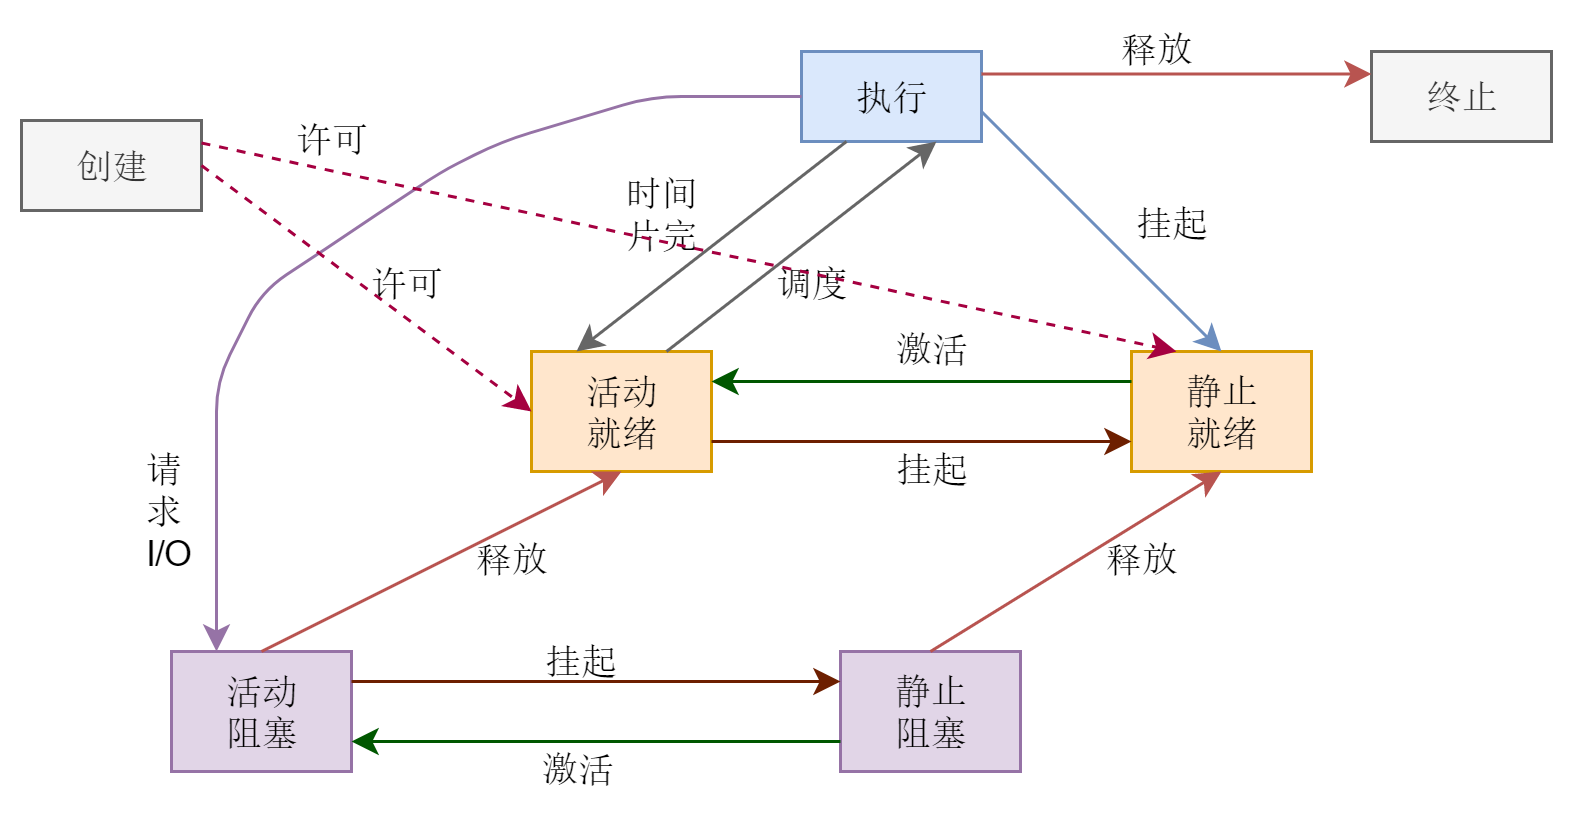 释放
执行
终止
许可
创建
时间
片完
挂起
许可
调度
激活
活动
就绪
静止
就绪
挂起
请
求
I/O
释放
释放
挂起
活动
阻塞
静止
阻塞
激活